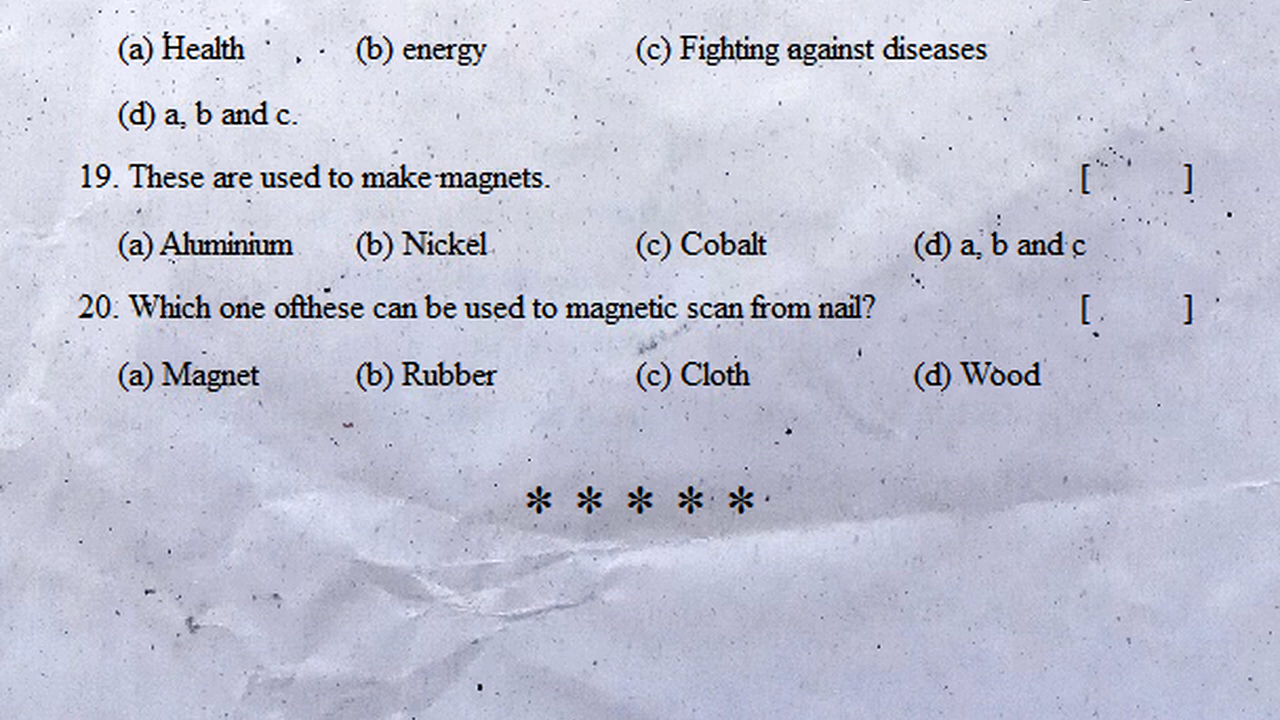 (a) Health (b) energy (c) Fighting against diseases
(d) a, b and c.
19. These are used to make magnets. [ ]
(a) Aluminium (b) Nickel (c) Cobalt (d) a, b and c
20. Which one ofthese can be used to magnetic scan from nail? [ ]
(a) Magnet (b) Rubber (c) Cloth (d) Wood
* * * * *